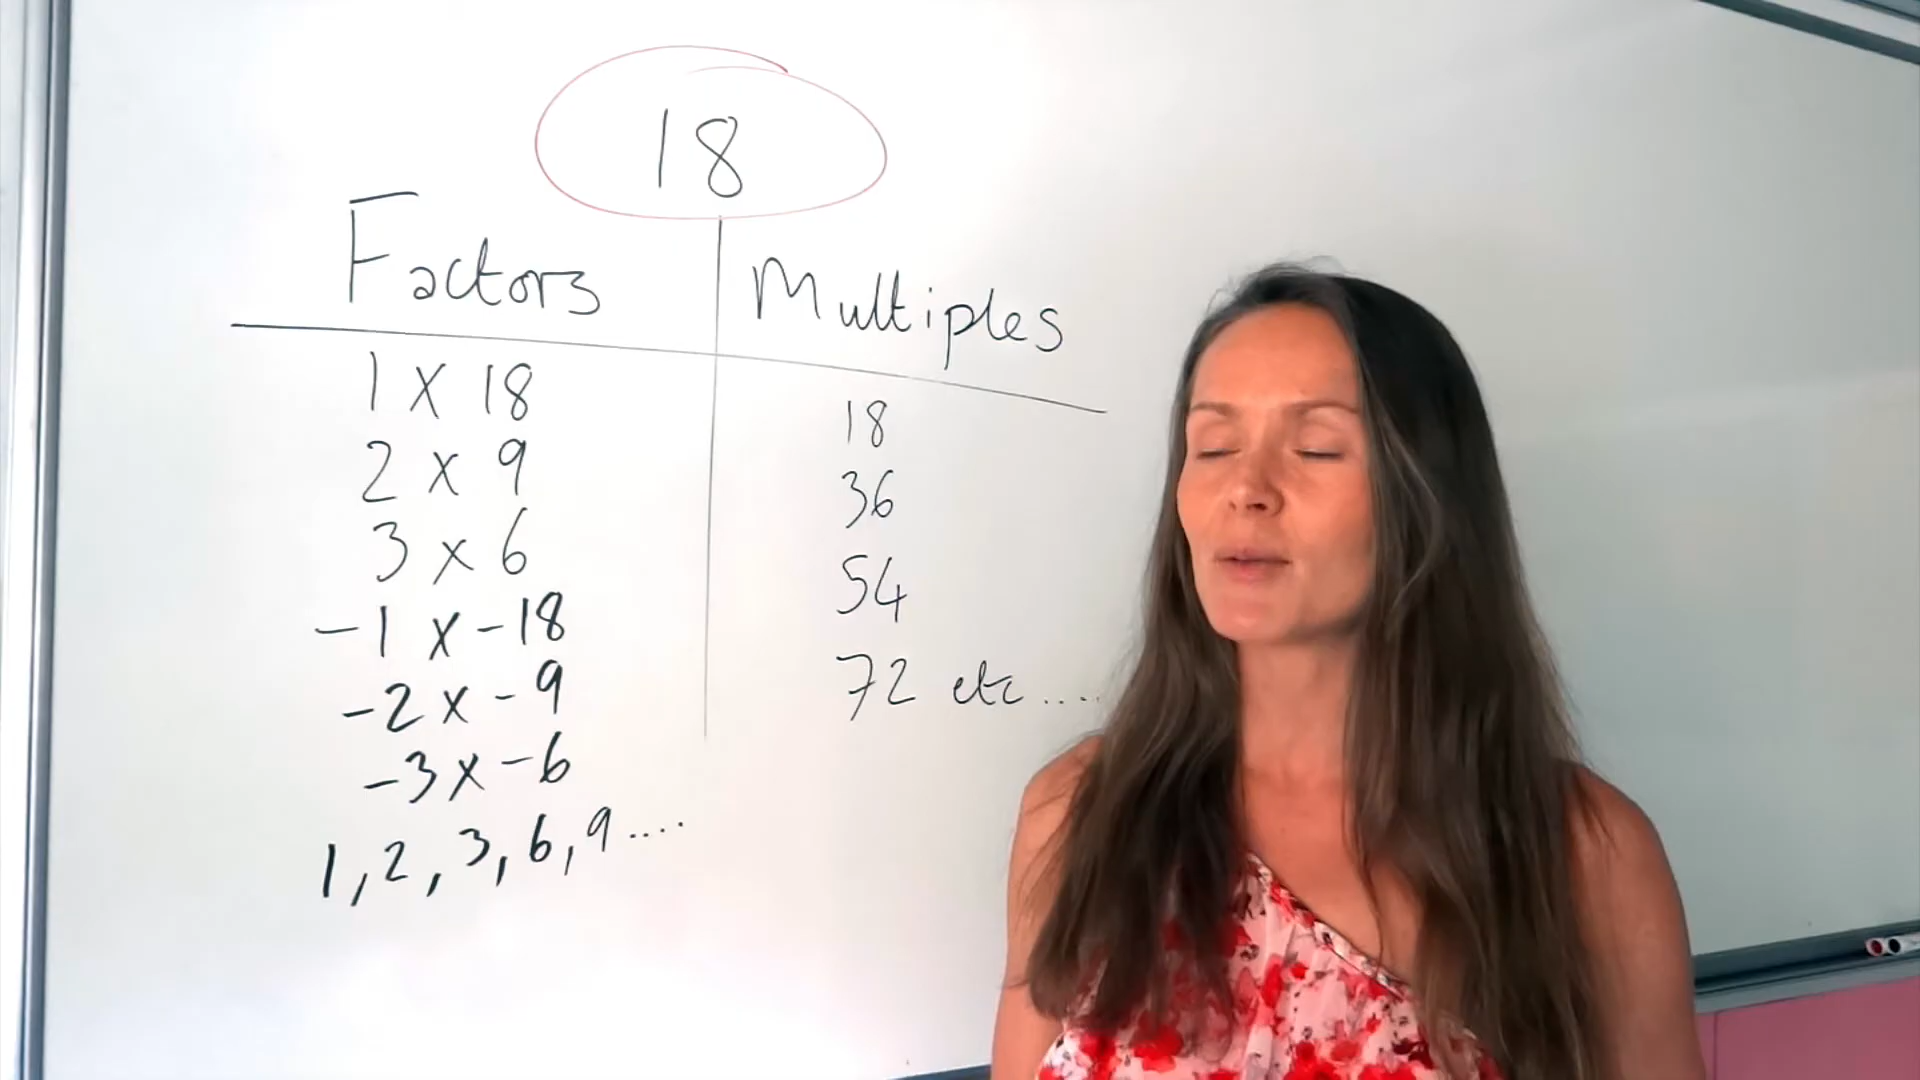 18
Factors
1 x 18
2 x 9
3 x 6
-1 x -18
-2 x -9
-3 x -6
1, 2, 3, 6, 9 ....
Multiples
18
36
54
72 etc ....